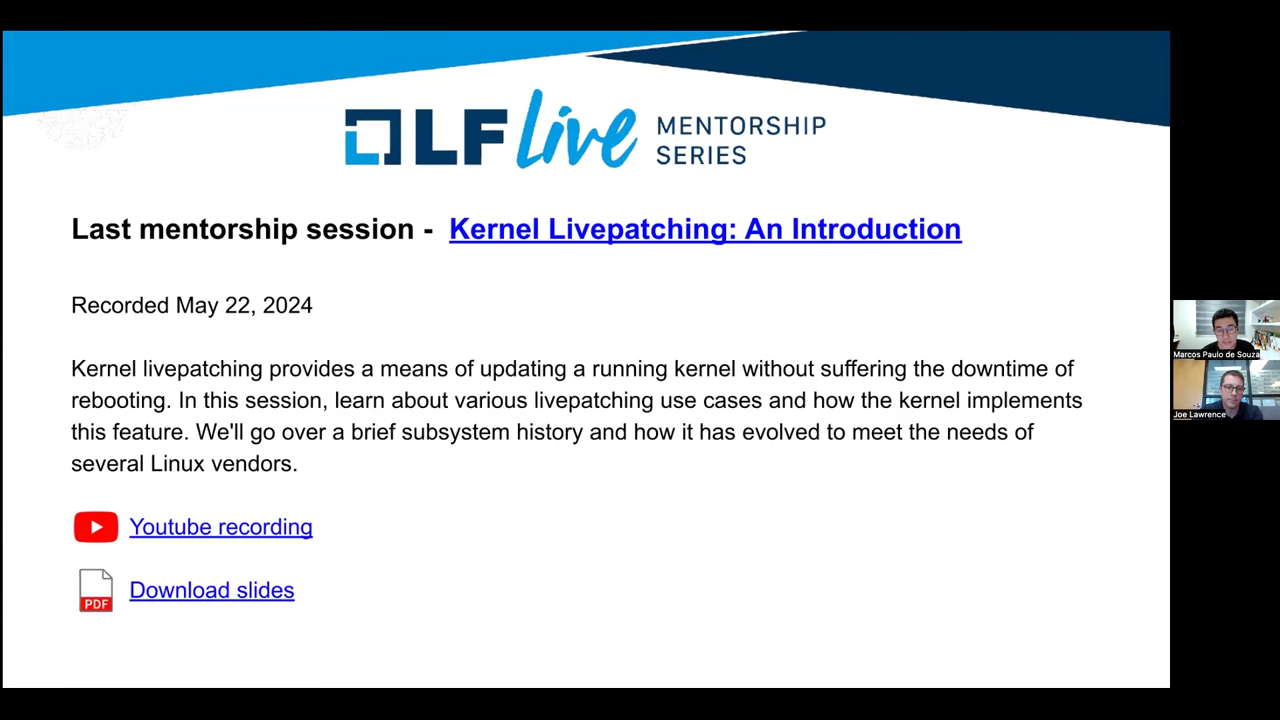 LF Live MENTORSHIP
SERIES
Last mentorship session - Kernel Livepatching: An Introduction
Recorded May 22, 2024
Kernel livepatching provides a means of updating a running kernel without suffering the downtime of
rebooting. In this session, learn about various livepatching use cases and how the kernel implements
this feature. We'll go over a brief subsystem history and how it has evolved to meet the needs of
several Linux vendors.
Youtube recording
PDF Download slides
Marcos Paulo de Souza
Joe Lawrence